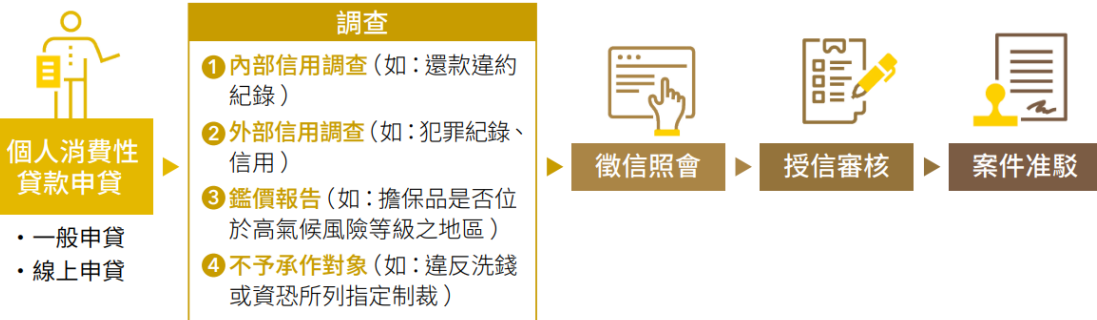 個人消費性
貸款申貸
・一般申貸
・線上申貸
調查
❶內部信用調查（如：還款違約
紀錄）
❷外部信用調查（如：犯罪紀錄、
信用）
❸鑑價報告（如：擔保品是否位
於高氣候風險等級之地區）
❹不予承作對象（如：違反洗錢
或資恐所列指定制裁）
徵信照會
授信審核
案件准駁